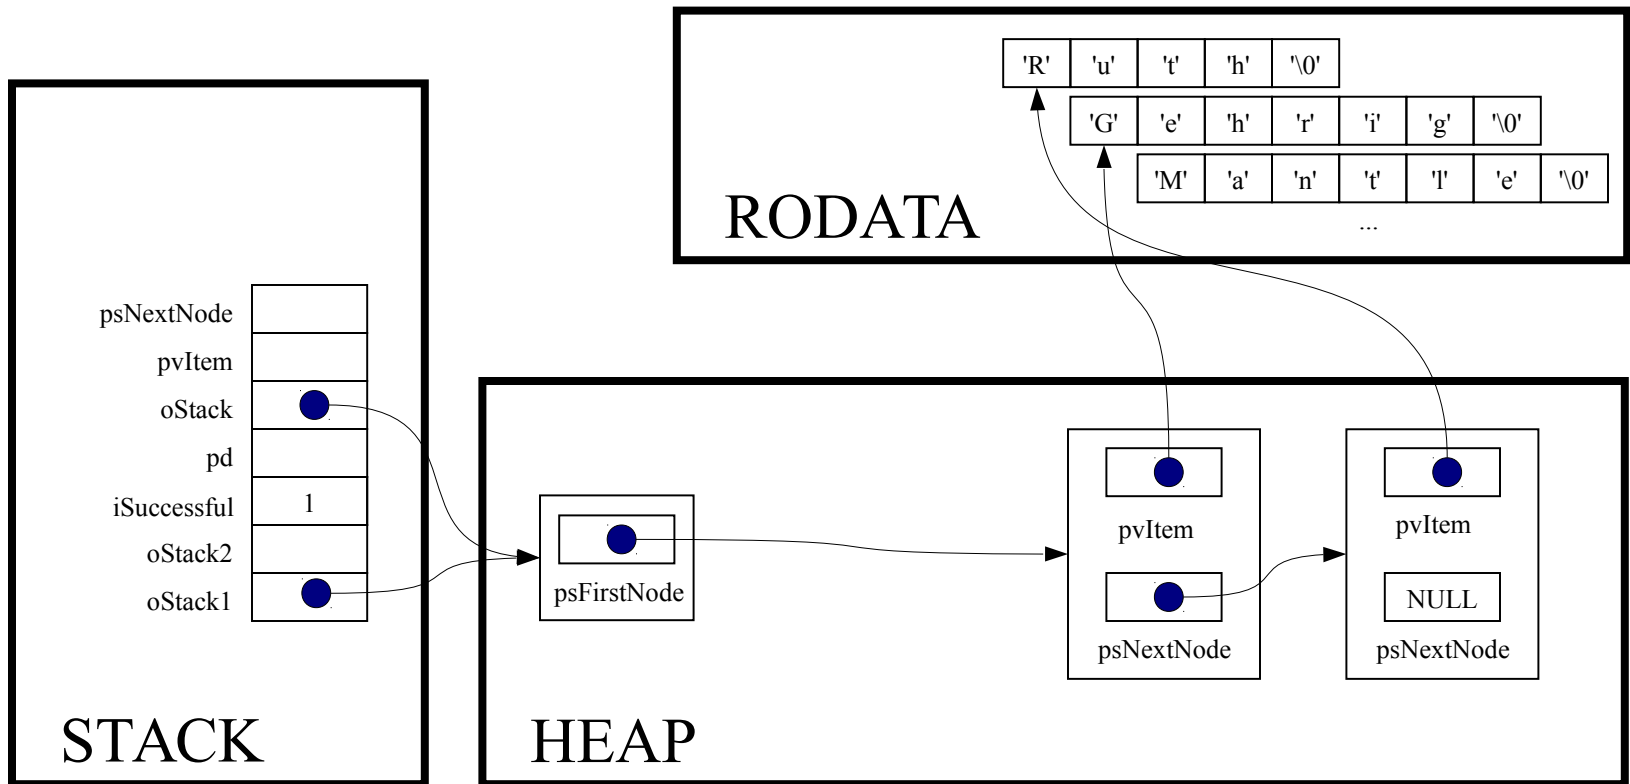 'R' 'u' 't' 'h' '\0'
'G' 'e' 'h' 'r' 'i' 'g' '\0'
'M' 'a' 'n' 't' 'l' 'e' '\0'
...
RODATA
psNextNode
pvItem
oStack
pd
iSuccessful 1
oStack2
oStack1
STACK
psFirstNode
pvItem
psNextNode
pvItem
NULL
psNextNode
HEAP